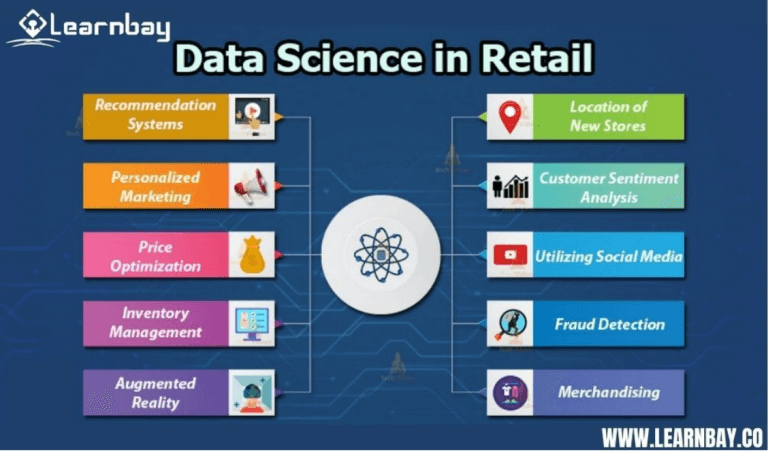 Learnbay
Data Science in Retail
Recommendation
Systems
Personalized
Marketing
Price
Optimization
Inventory
Management
Augmented
Reality
Location of
New Stores
Customer Sentiment
Analysis
Utilizing Social Media
Fraud Detection
Merchandising
WWW.LEARNBAY.CO